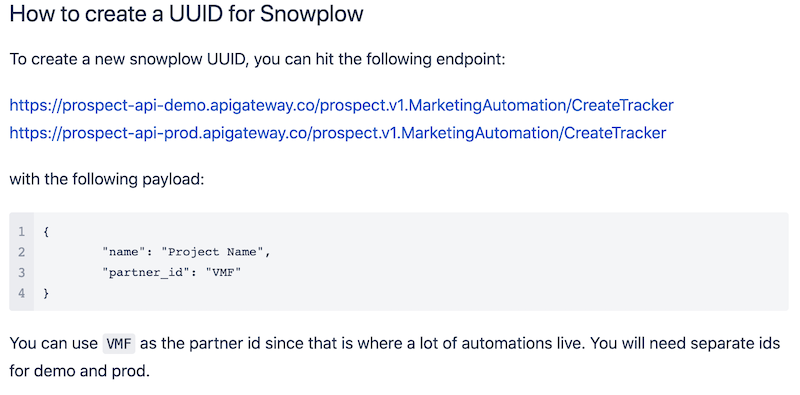 How to create a UUID for Snowplow
To create a new snowplow UUID, you can hit the following endpoint:
https://prospect-api-demo.apigateway.co/prospect.v1.MarketingAutomation/CreateTracker
https://prospect-api-prod.apigateway.co/prospect.v1.MarketingAutomation/CreateTracker
with the following payload:
1 {
2 "name": "Project Name",
3 "partner_id": "VMF"
4 }
You can use VMF as the partner id since that is where a lot of automations live. You will need separate ids
for demo and prod.